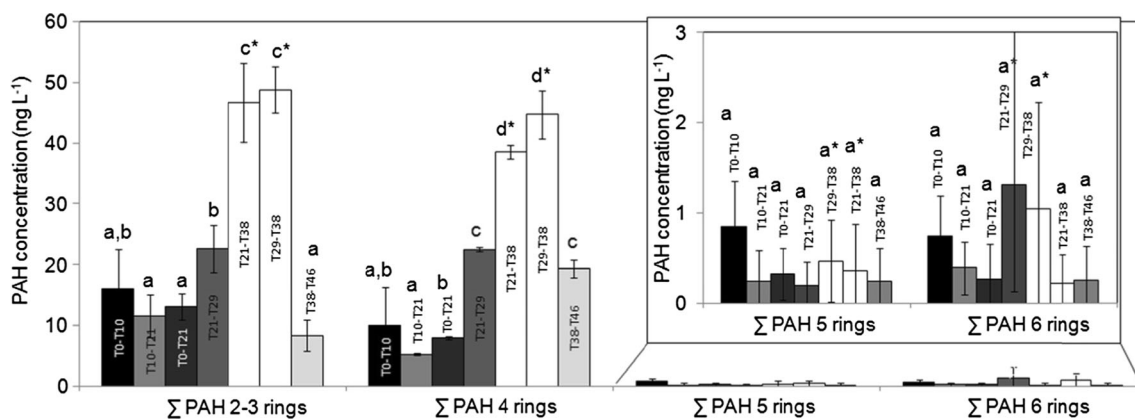 PAH concentration (ng L-1)
60
50
40
30
20
10
0
a,b
a
a
b
c*
c*
a
T0-T10
T10-T21
T0-T21
T21-T29
T21-T38
T29-T38
T38-T46
∑ PAH 2-3 rings
a,b
a
b
c
d*
d*
c
T0-T10
T10-T21
T0-T21
T21-T29
T21-T38
T29-T38
T38-T46
∑ PAH 4 rings
∑ PAH 5 rings
∑ PAH 6 rings
PAH concentration (ng L-1)
3
2
1
0
a
a
a
a
a*
a*
a
T0-T10
T10-T21
T0-T21
T21-T29
T29-T38
T21-T38
T38-T46
∑ PAH 5 rings
a
a
a
a*
a*
a
a
T0-T10
T10-T21
T0-T21
T21-T29
T29-T38
T21-T38
T38-T46
∑ PAH 6 rings